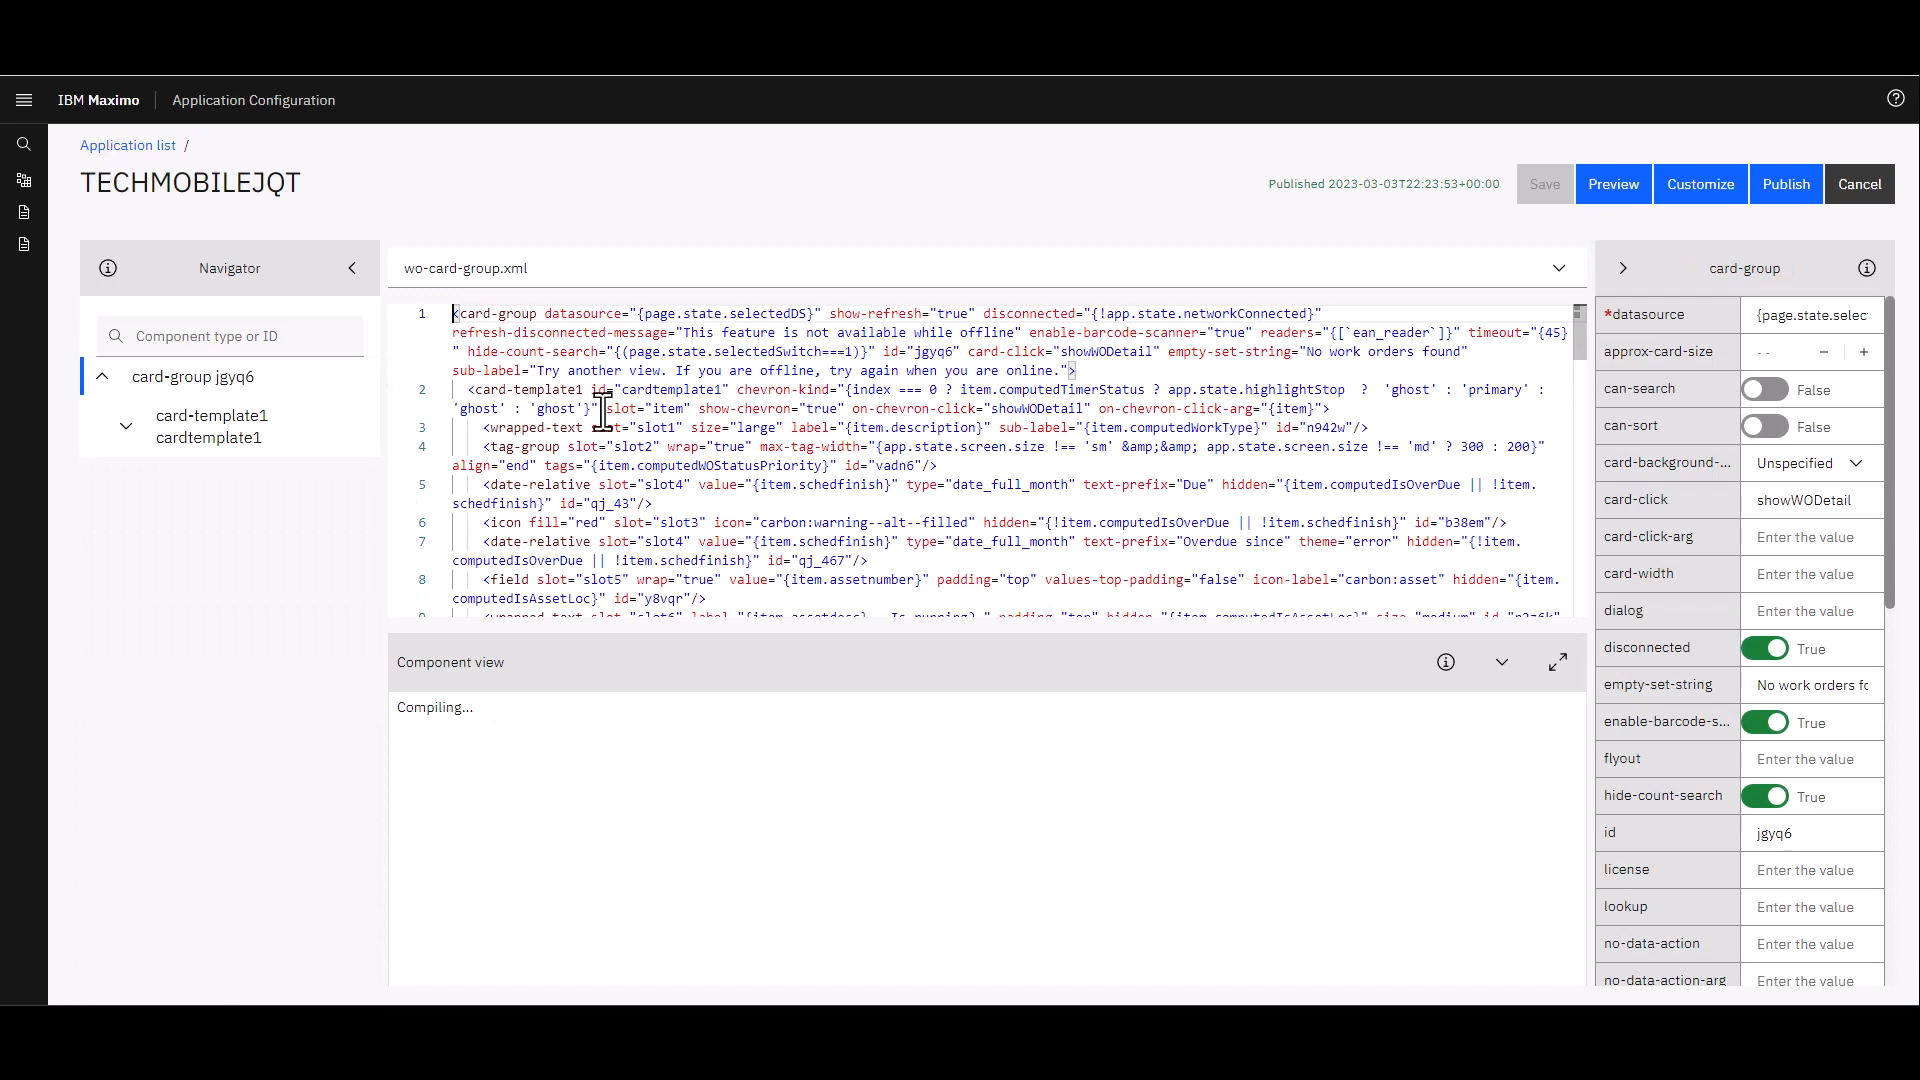 IBM Maximo
Application Configuration
Application list /
TECHMOBILEJQT
Published 2023-03-03T22:23:53+00:00
Save
Preview
Customize
Publish
Cancel
Navigator
Component type or ID
card-group jgyq6
card-template1
cardtemplate1
wo-card-group.xml
1 <card-group datasource="{page.state.selectedDS}" show-refresh="true" disconnected="{!app.state.networkConnected}"
refresh-disconnected-message="This feature is not available while offline" enable-barcode-scanner="true" readers="{[`ean_reader`]}" timeout="{45}
" hide-count-search="{(page.state.selectedSwitch===1)}" id="jgyq6" card-click="showWODetail" empty-set-string="No work orders found"
sub-label="Try another view. If you are offline, try again when you are online.">
2 <card-template1 id="cardtemplate1" chevron-kind="{index === 0 ? item.computedTimerStatus ? app.state.highlightStop ? 'ghost' : 'primary' :
'ghost' : 'ghost'}" slot="item" show-chevron="true" on-chevron-click="showWODetail" on-chevron-click-arg="{item}">
3 <wrapped-text slot="slot1" size="large" label="{item.description}" sub-label="{item.computedWorkType}" id="n942w"/>
4 <tag-group slot="slot2" wrap="true" max-tag-width="{app.state.screen.size !== 'sm' &amp;&amp; app.state.screen.size !== 'md' ? 300 : 200}"
align="end" tags="{item.computedWOStatusPriority}" id="vadn6"/>
5 <date-relative slot="slot4" value="{item.schedfinish}" type="date_full_month" text-prefix="Due" hidden="{item.computedIsOverDue || !item.
schedfinish}" id="qj_43"/>
6 <icon fill="red" slot="slot3" icon="carbon:warning--alt--filled" hidden="{!item.computedIsOverDue || !item.schedfinish}" id="b38em"/>
7 <date-relative slot="slot4" value="{item.schedfinish}" type="date_full_month" text-prefix="Overdue since" theme="error" hidden="{!item.
computedIsOverDue || !item.schedfinish}" id="qj_467"/>
8 <field slot="slot5" wrap="true" value="{item.assetnumber}" padding="top" values-top-padding="false" icon-label="carbon:asset" hidden="{item.
computedIsAssetLoc}" id="y8vqr"/>
Component view
Compiling...
card-group
*datasource {page.state.selec
approx-card-size - -
can-search False
can-sort False
card-background-... Unspecified
card-click showWODetail
card-click-arg Enter the value
card-width Enter the value
dialog Enter the value
disconnected True
empty-set-string No work orders fo
enable-barcode-s... True
flyout Enter the value
hide-count-search True
id jgyq6
license Enter the value
lookup Enter the value
no-data-action Enter the value
no-data-action-arg Enter the value